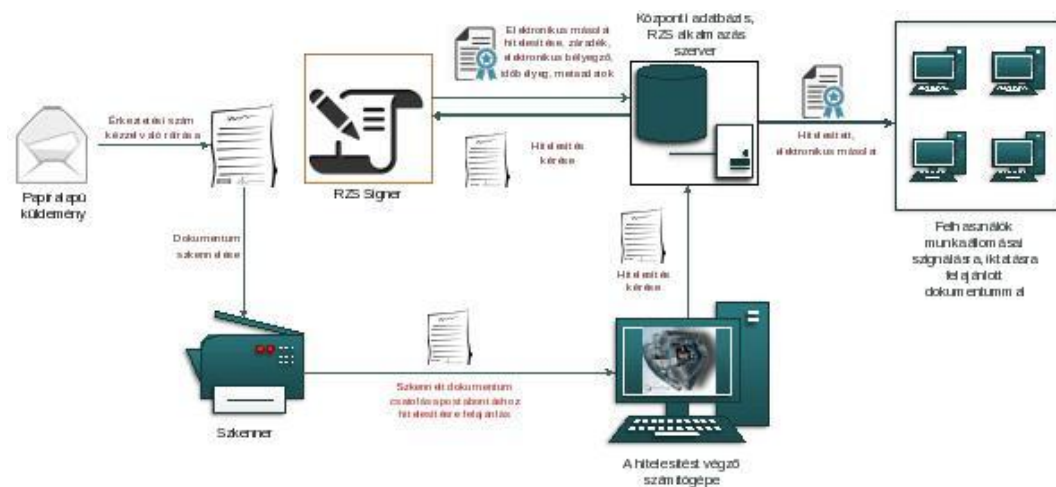 Központi adatbázis,
RZS alkalmazás
szerver
Elektronikus másolat
hitelesítése, záradék,
elektronikus bélyegző,
időbélyeg, metaadatok
Érkeztetési szám
kézzel való ráírása
Hitelesítés
kérése
Hitelesített,
elektronikus másolat
RZS Signer
Papíralapú
küldemény
Dokumentum
szkennelése
Hitelesítés
kérése
Felhasználók
munkaállomásai
szignálásra, iktatásra
felajánlott
dokumentummal
Szkennelt dokumentum
csatolás postabontáshoz
hitelesítésre felajánlás
Szkenner
A hitelesítést végző
számítógépe